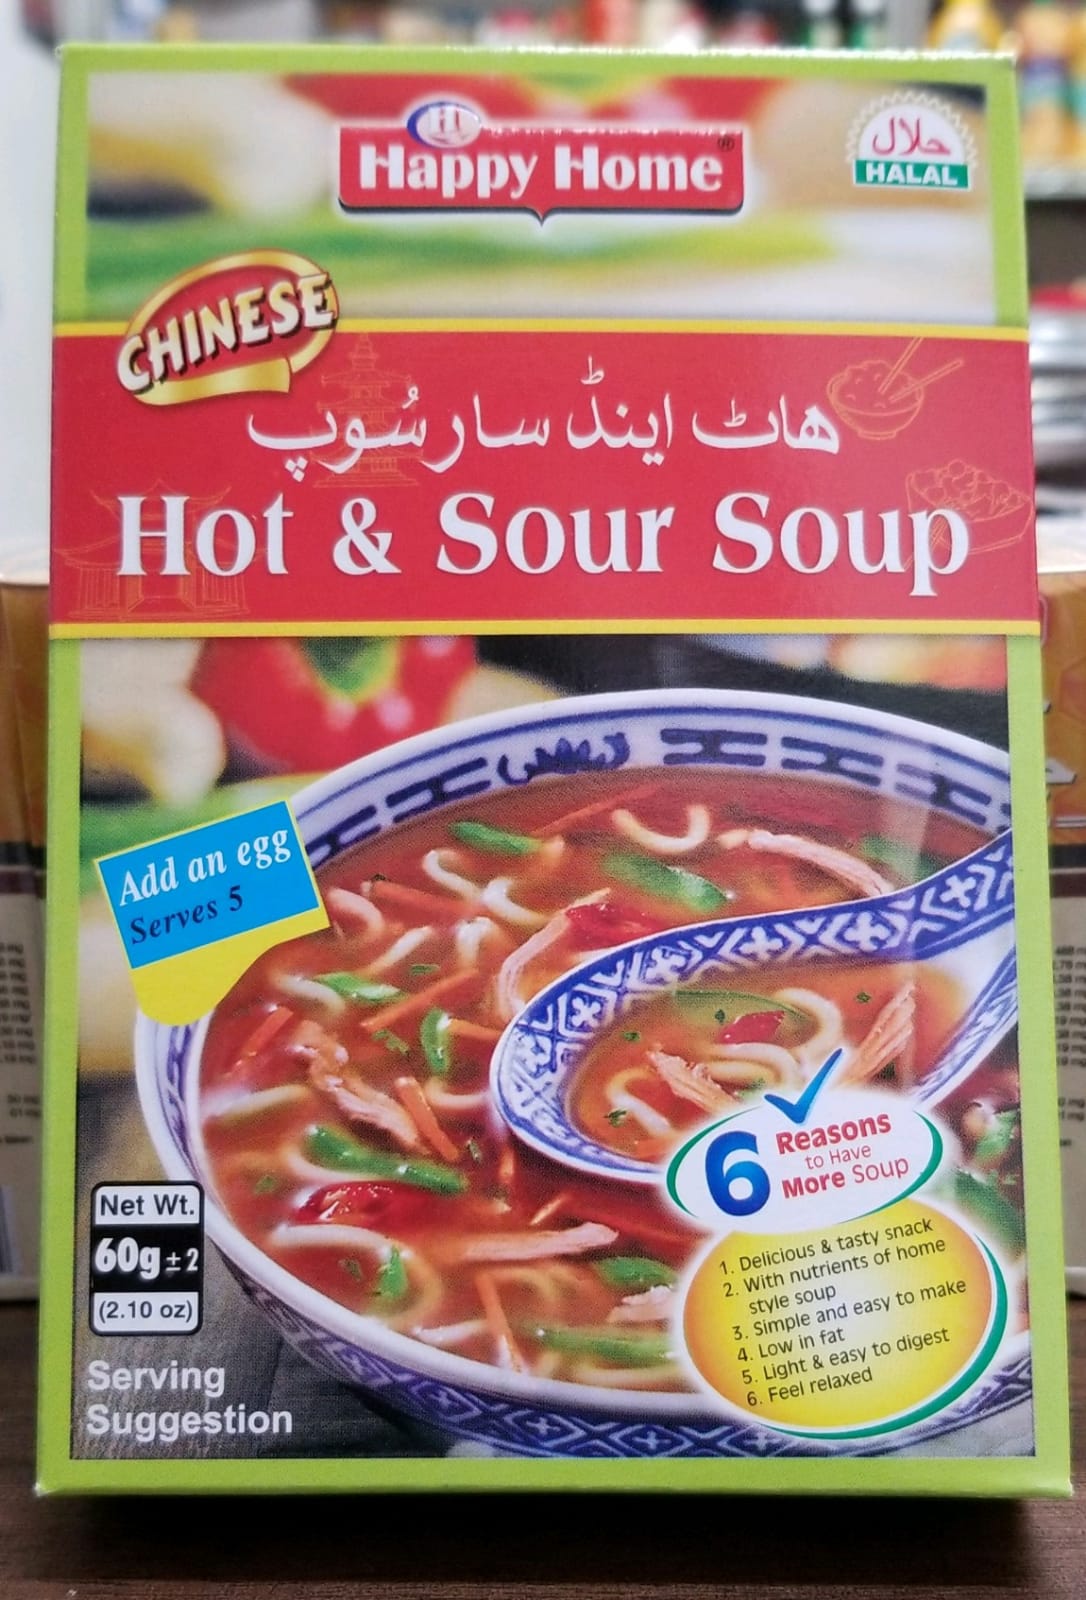 H
Happy Home®
حلال
HALAL
CHINESE
ھاٹ اینڈ سار سُوپ
Hot & Sour Soup
Add an egg
Serves 5
6 Reasons
to Have
More Soup
1. Delicious & tasty snack
2. With nutrients of home
style soup
3. Simple and easy to make
4. Low in fat
5. Light & easy to digest
6. Feel relaxed
Net Wt.
60g ± 2
(2.10 oz)
Serving
Suggestion